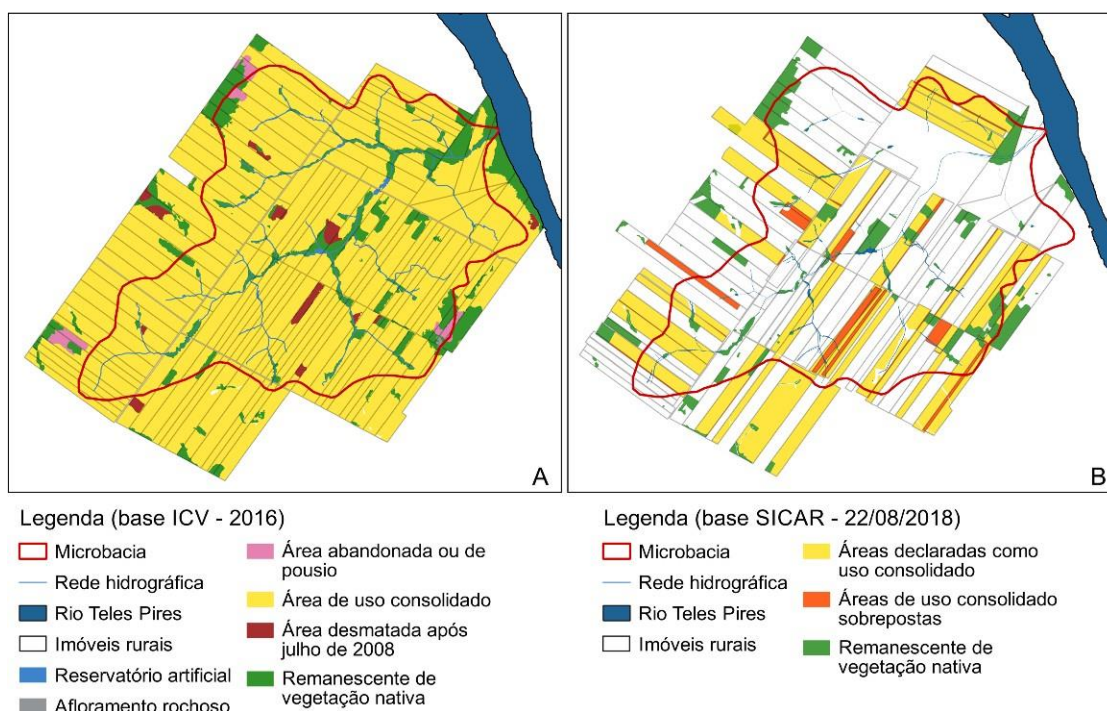 A
B
Legenda (base ICV - 2016)
Microbacia
Rede hidrográfica
Rio Teles Pires
Imóveis rurais
Reservatório artificial
Afloramento rochoso
Área abandonada ou de
pousio
Área de uso consolidado
Área desmatada após
julho de 2008
Remanescente de
vegetação nativa
Legenda (base SICAR - 22/08/2018)
Microbacia
Rede hidrográfica
Rio Teles Pires
Imóveis rurais
Áreas declaradas como
uso consolidado
Áreas de uso consolidado
sobrepostas
Remanescente de
vegetação nativa